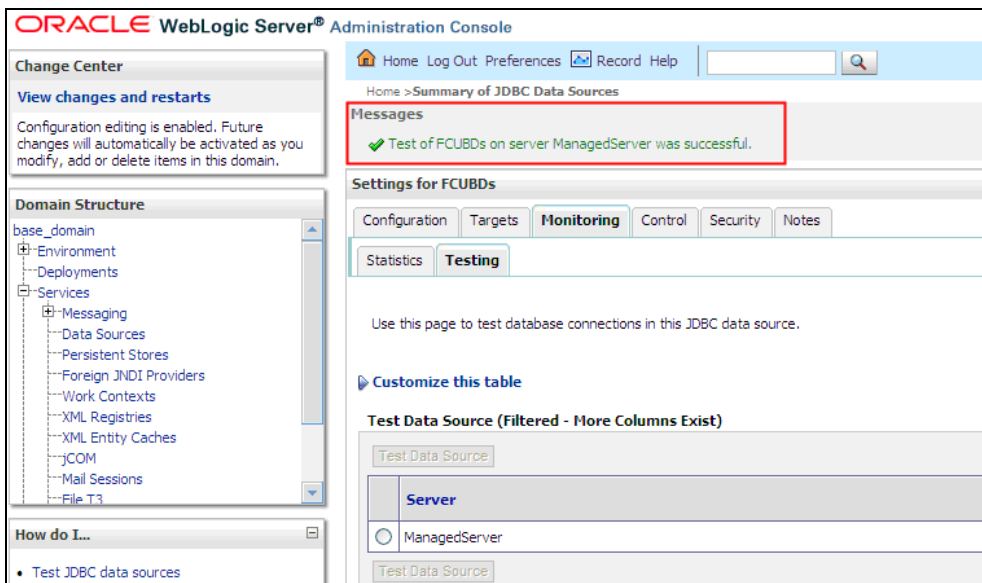 ORACLE WebLogic Server® Administration Console
Change Center
View changes and restarts
Configuration editing is enabled. Future
changes will automatically be activated as you
modify, add or delete items in this domain.
Domain Structure
base_domain
Environment
Deployments
Services
Messaging
Data Sources
Persistent Stores
Foreign JNDI Providers
Work Contexts
XML Registries
XML Entity Caches
jCOM
Mail Sessions
File T3
How do I...
• Test JDBC data sources
Home Log Out Preferences Record Help
Home >Summary of JDBC Data Sources
Messages
Test of FCUBDs on server ManagedServer was successful.
Settings for FCUBDs
Configuration Targets Monitoring Control Security Notes
Statistics Testing
Use this page to test database connections in this JDBC data source.
Customize this table
Test Data Source (Filtered - More Columns Exist)
Test Data Source
Server
ManagedServer
Test Data Source